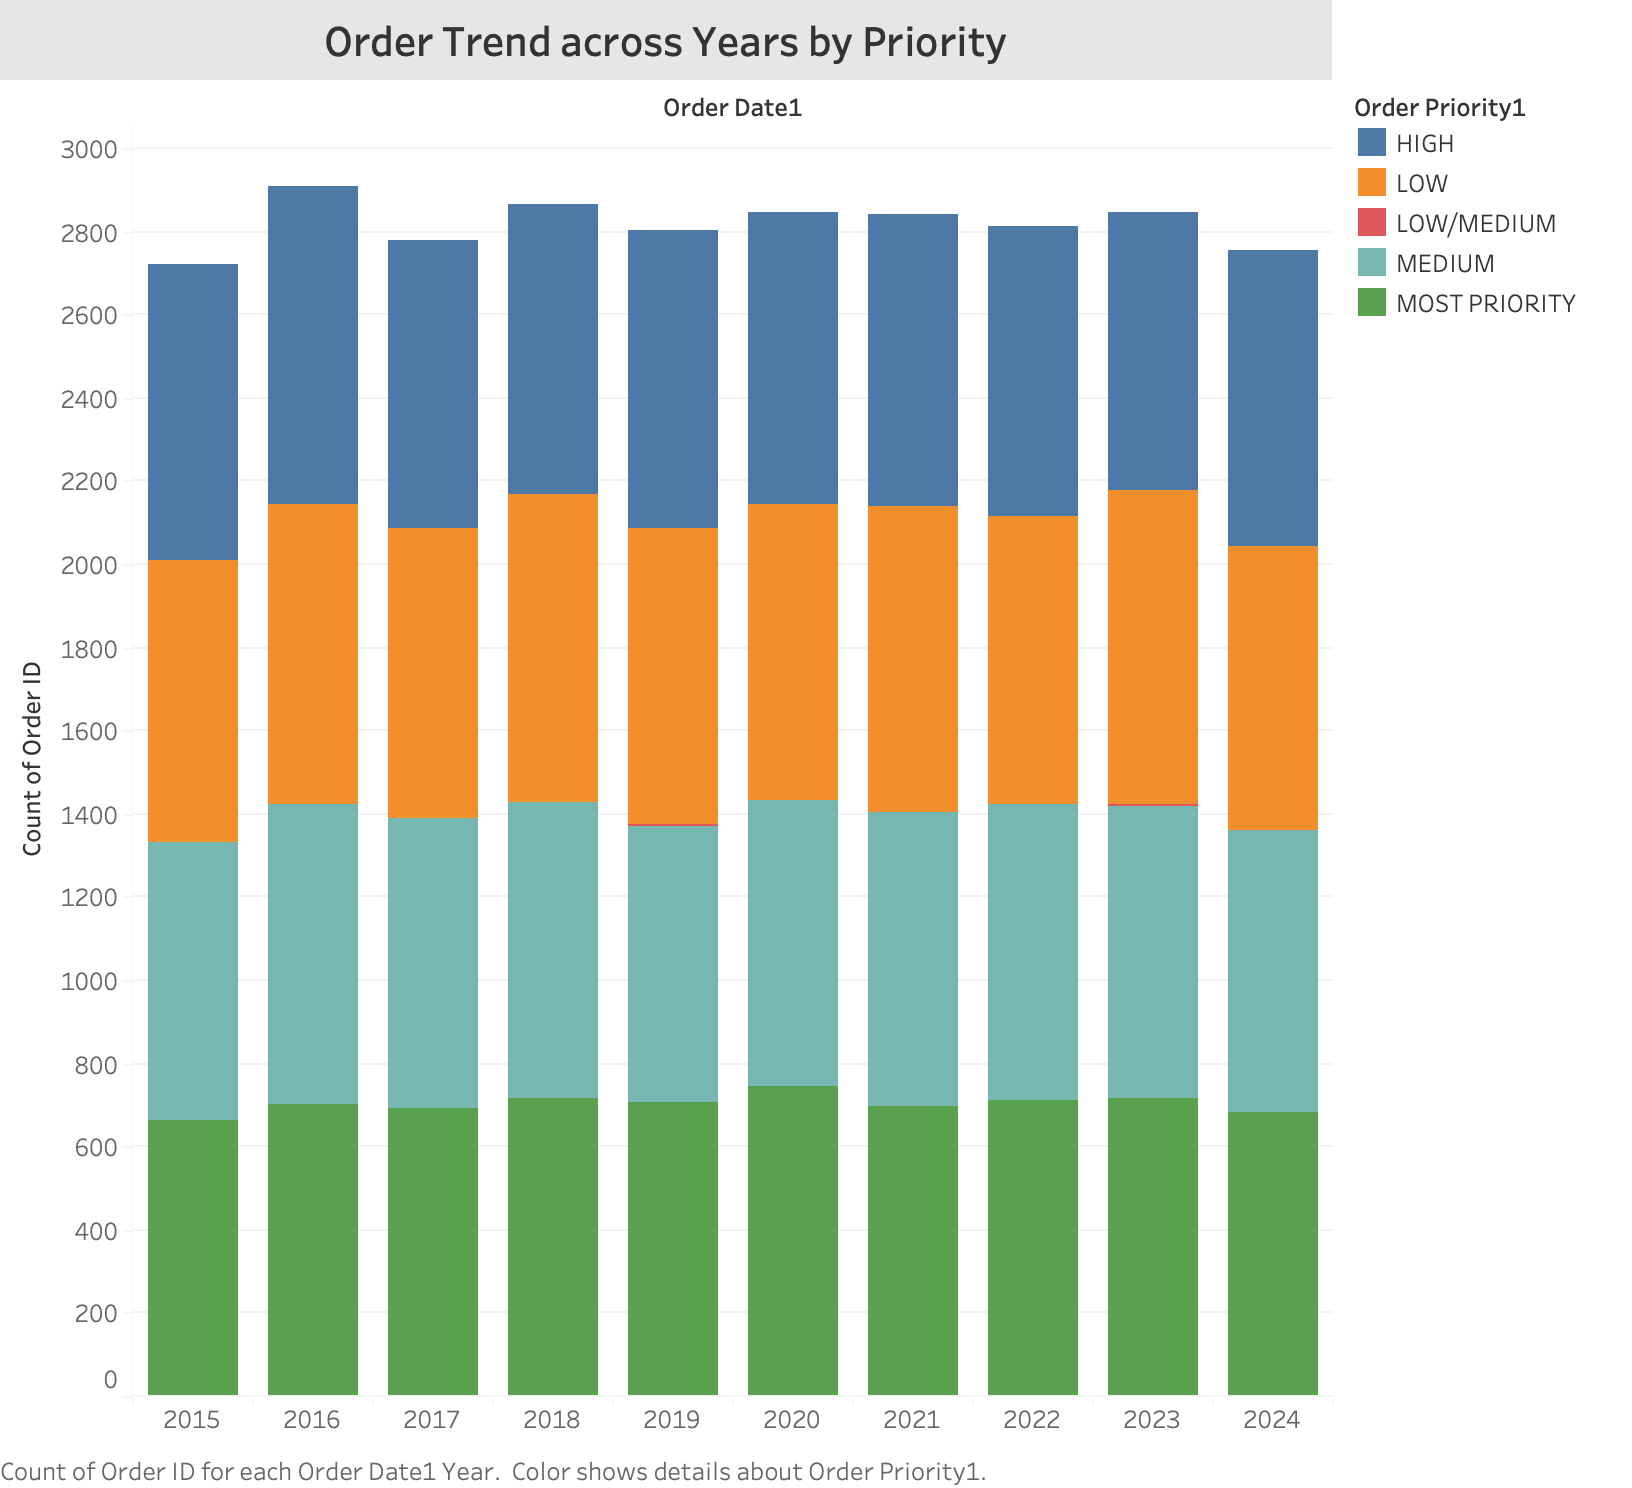 Order Trend across Years by Priority
Order Date1
Order Priority1
HIGH
LOW
LOW/MEDIUM
MEDIUM
MOST PRIORITY
Count of Order ID
3000
2800
2600
2400
2200
2000
1800
1600
1400
1200
1000
800
600
400
200
0
2015 2016 2017 2018 2019 2020 2021 2022 2023 2024
Count of Order ID for each Order Date1 Year.  Color shows details about Order Priority1.